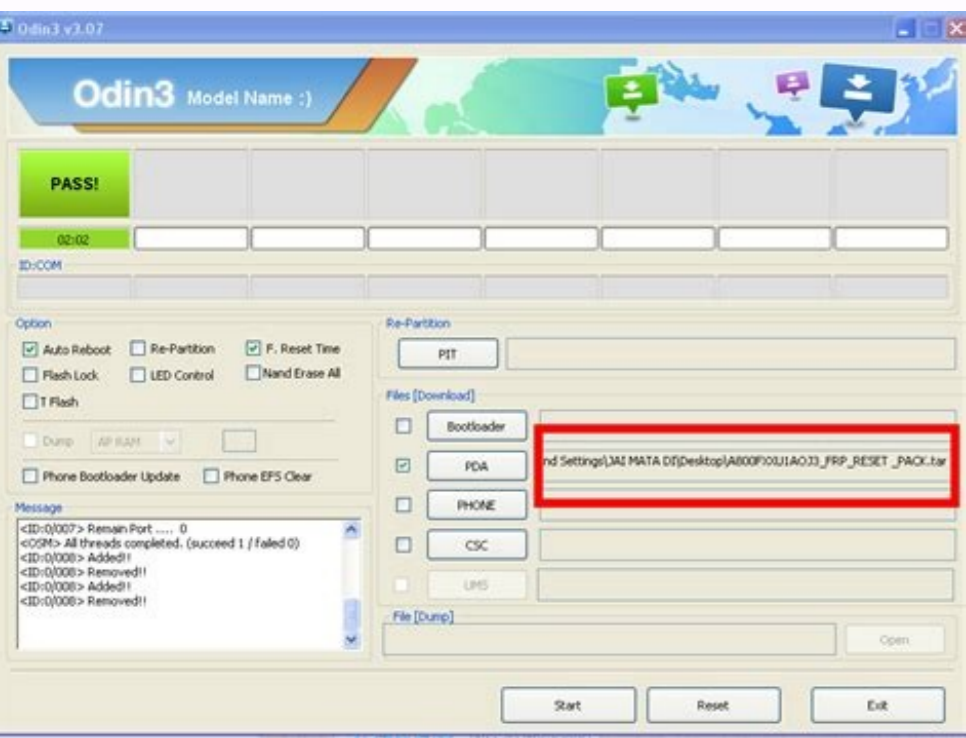 Odin3 v3.07
Odin3 Model Name :)
PASS!
02:02
ID:COM
Option
Auto Reboot Re-Partition F. Reset Time
Flash Lock LED Control Nand Erase All
T Flash
Dump AP RAM
Phone Bootloader Update Phone EFS Clear
Message
<ID:0/007> Remain Port .... 0
<OSM> All threads completed. (succeed 1 / failed 0)
<ID:0/008> Added!!
<ID:0/008> Removed!!
<ID:0/008> Added!!
<ID:0/008> Removed!!
Re-Partition
PIT
Files [Download]
Bootloader
PDA nd Settings\JAI MATA DI\Desktop\A800FXXU1AOJ3_FRP_RESET _PACK.tar
PHONE
CSC
UMS
File [Dump]
Open
Start Reset Exit